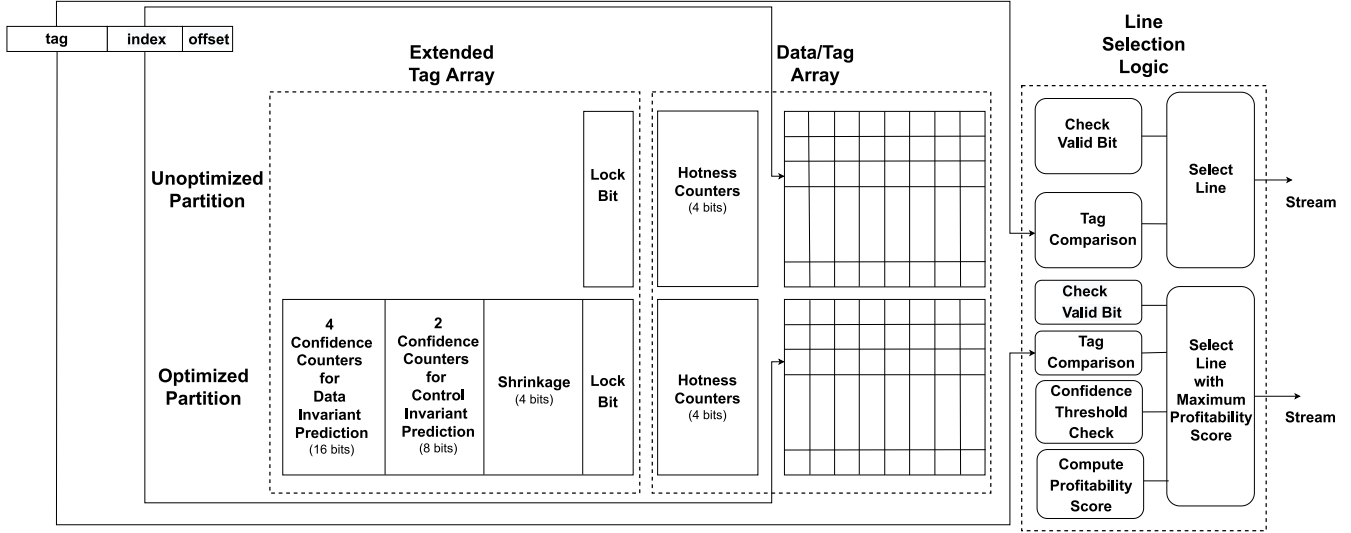 tag index offset
Extended
Tag Array
Data/Tag
Array
Line
Selection
Logic
Unoptimized
Partition
Lock
Bit
Hotness
Counters
(4 bits)
Check
Valid Bit
Tag
Comparison
Select
Line
Stream
Optimized
Partition
4
Confidence
Counters
for
Data
Invariant
Prediction
(16 bits)
2
Confidence
Counters
for
Control
Invariant
Prediction
(8 bits)
Shrinkage
(4 bits)
Lock
Bit
Hotness
Counters
(4 bits)
Check
Valid Bit
Tag
Comparison
Confidence
Threshold
Check
Compute
Profitability
Score
Select
Line
with
Maximum
Profitability
Score
Stream